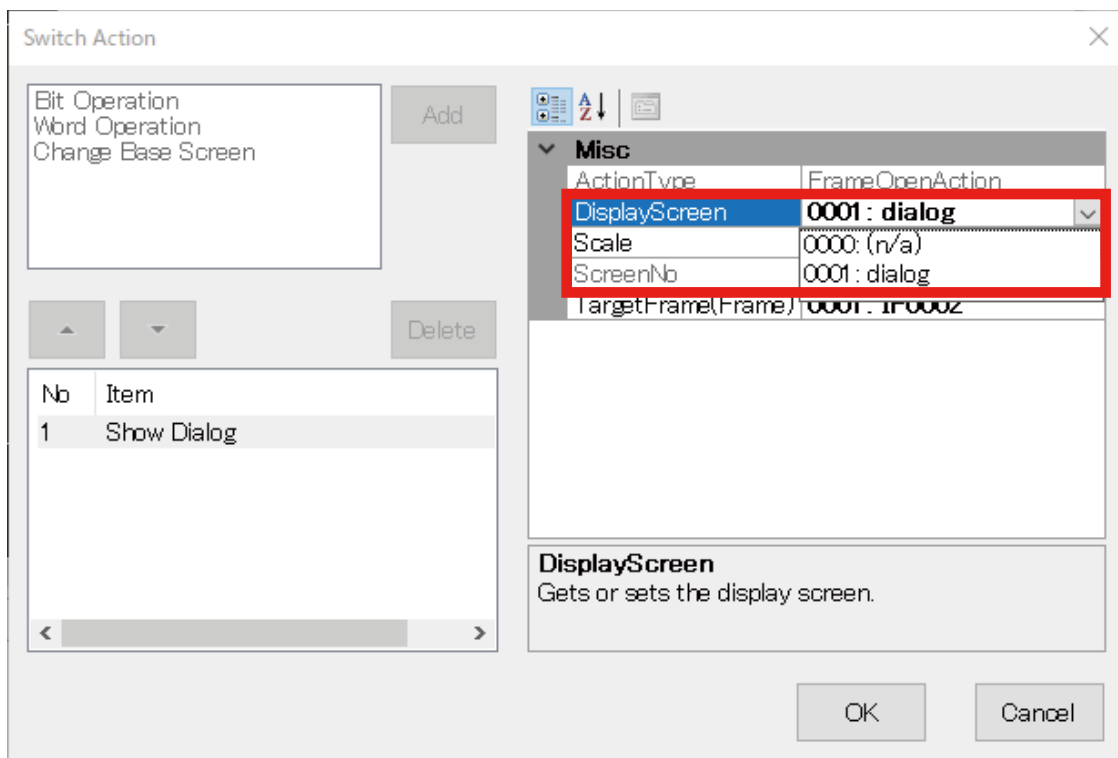 Switch Action
Bit Operation
Word Operation
Change Base Screen
Add
Delete
No Item
1 Show Dialog
Misc
ActionType FrameOpenAction
DisplayScreen 0001 : dialog
Scale 0000: (n/a)
ScreenNo 0001 : dialog
TargetFrame(Frame) 0001 : IF0002
DisplayScreen
Gets or sets the display screen.
OK Cancel